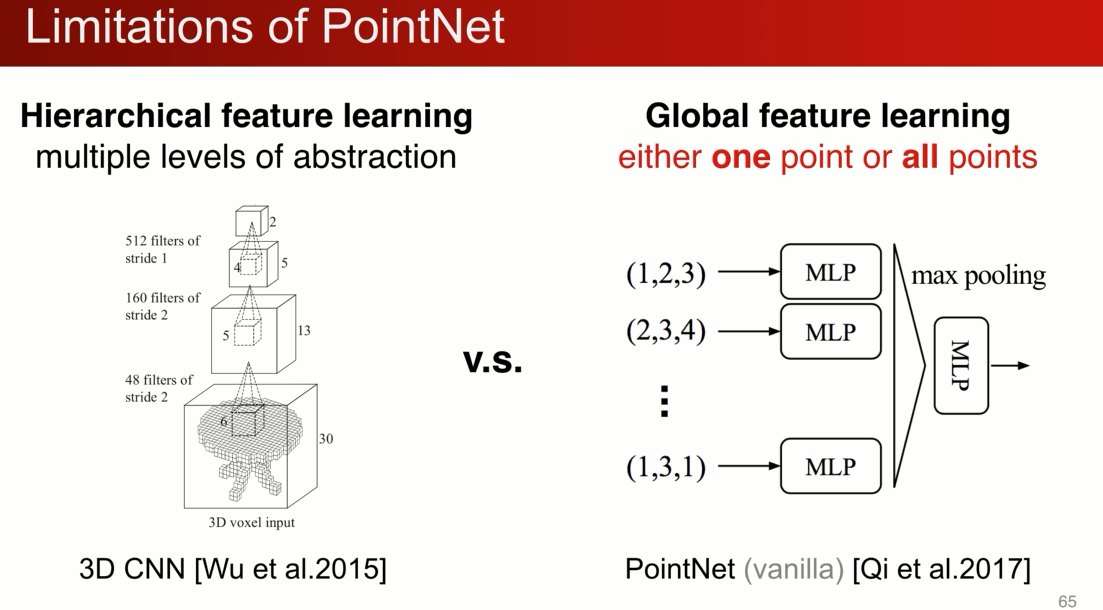 Limitations of PointNet
Hierarchical feature learning
multiple levels of abstraction
2
512 filters of
stride 1
4
5
160 filters of
stride 2
5
13
48 filters of
stride 2
6
30
3D voxel input
3D CNN [Wu et al.2015]
v.s.
Global feature learning
either one point or all points
(1,2,3)
MLP
max pooling
(2,3,4)
MLP
MLP
⋮
(1,3,1)
MLP
PointNet (vanilla) [Qi et al.2017]
65